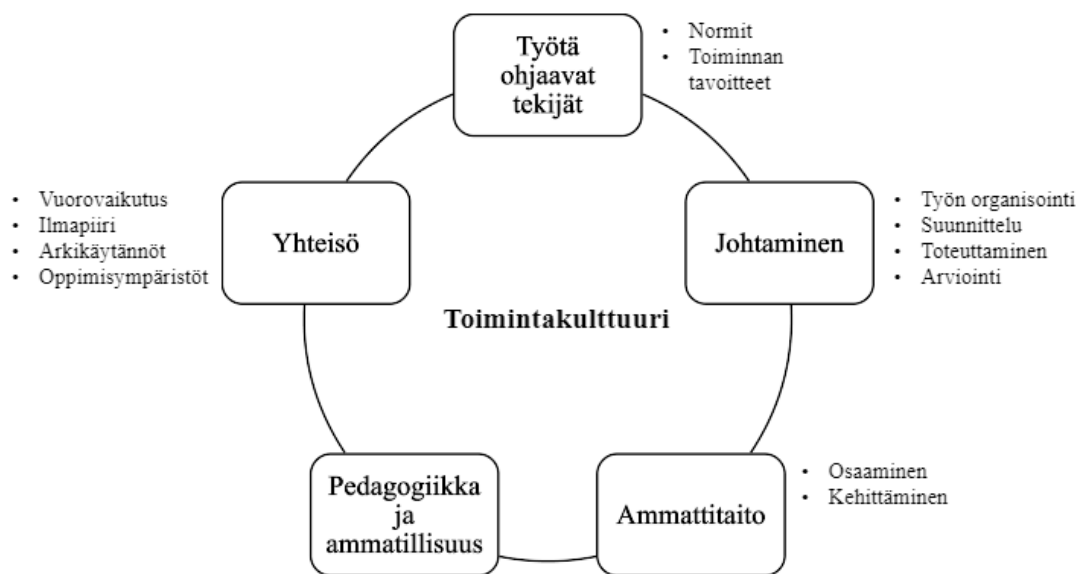 Työtä
ohjaavat
tekijät
• Normit
• Toiminnan
tavoitteet
• Vuorovaikutus
• Ilmapiiri
• Arkikäytännöt
• Oppimisympäristöt
Yhteisö
Johtaminen
• Työn organisointi
• Suunnittelu
• Toteuttaminen
• Arviointi
Toimintakulttuuri
Pedagogiikka
ja
ammatillisuus
Ammattitaito
• Osaaminen
• Kehittäminen